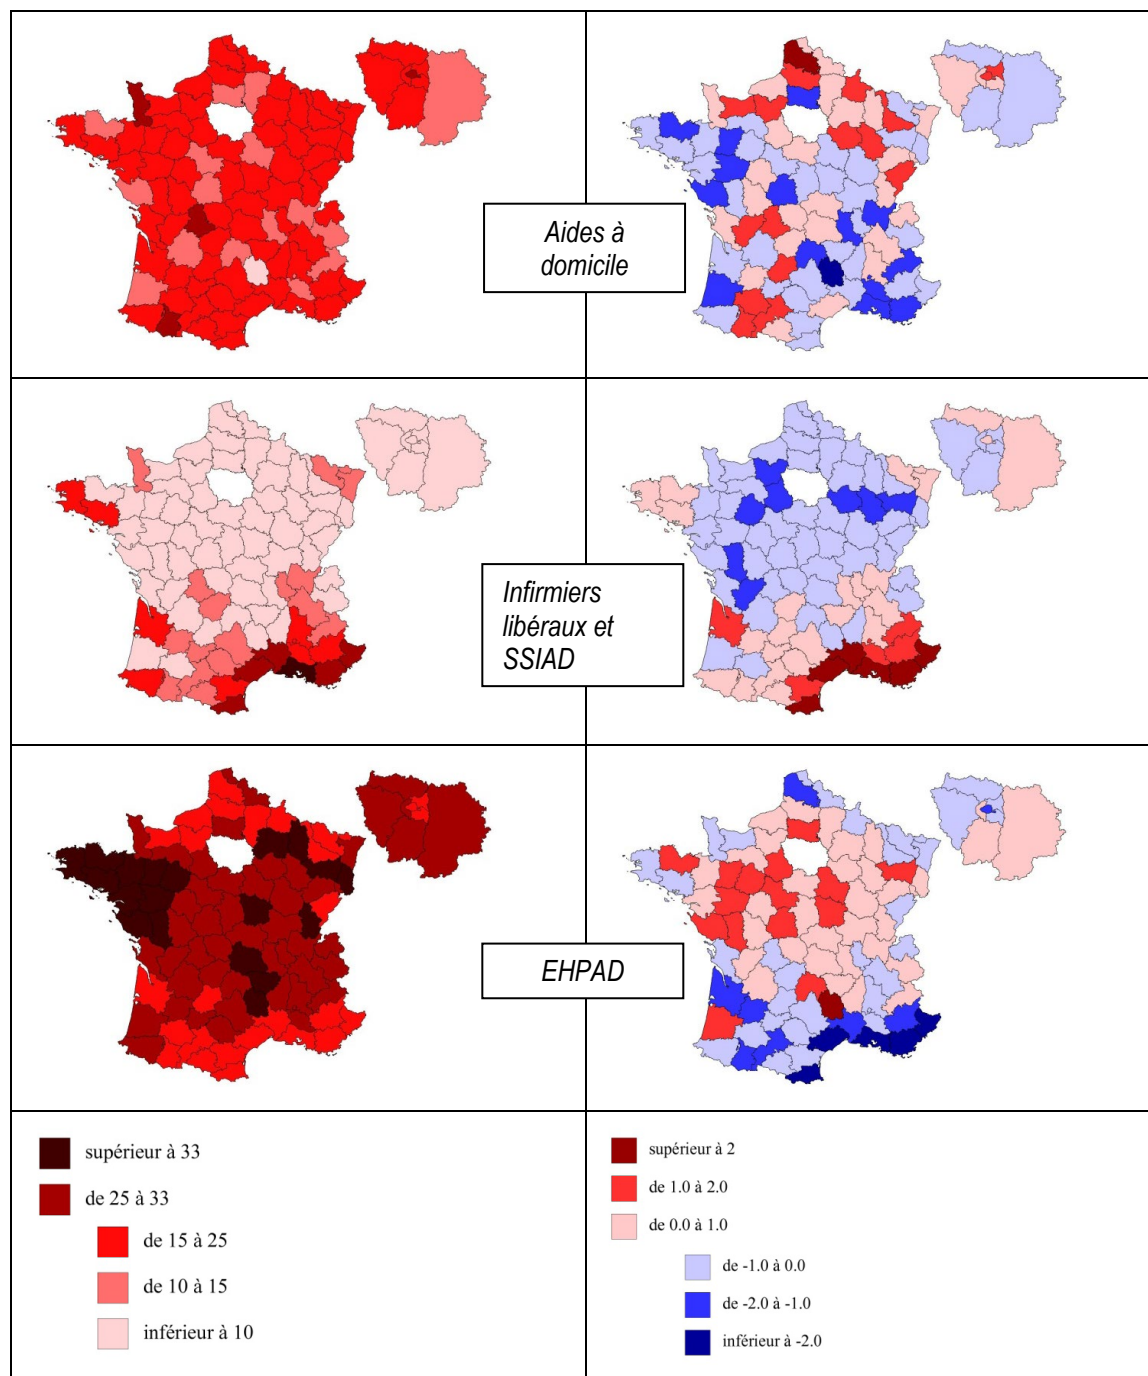 Aides à
domicile
Infirmiers
libéraux et
SSIAD
EHPAD
supérieur à 33
de 25 à 33
de 15 à 25
de 10 à 15
inférieur à 10
supérieur à 2
de 1.0 à 2.0
de 0.0 à 1.0
de -1.0 à 0.0
de -2.0 à -1.0
inférieur à -2.0